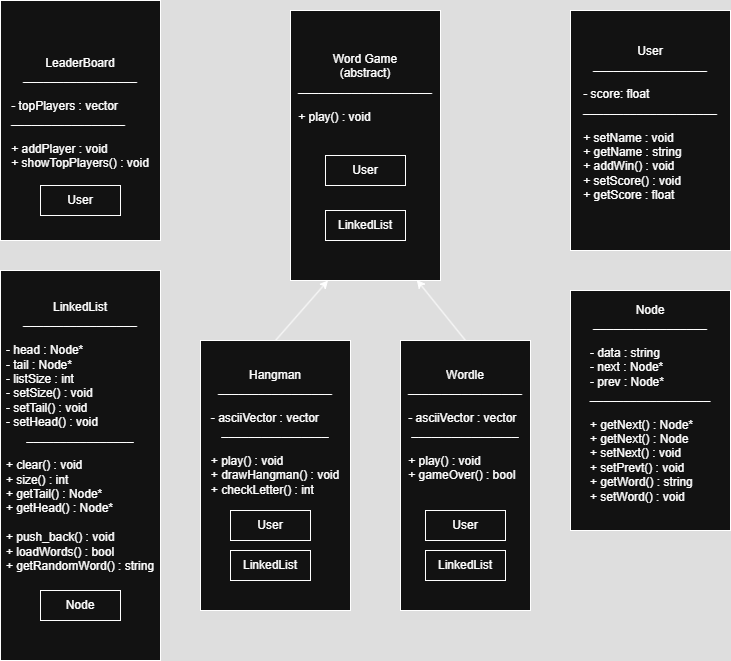 LeaderBoard
- topPlayers : vector
+ addPlayer : void
+ showTopPlayers() : void
User
Word Game
(abstract)
+ play() : void
User
LinkedList
User
- score: float
+ setName : void
+ getName : string
+ addWin() : void
+ setScore() : void
+ getScore : float
LinkedList
- head : Node*
- tail : Node*
- listSize : int
- setSize() : void
- setTail() : void
- setHead() : void
+ clear() : void
+ size() : int
+ getTail() : Node*
+ getHead() : Node*
+ push_back() : void
+ loadWords() : bool
+ getRandomWord() : string
Node
Hangman
- asciiVector : vector
+ play() : void
+ drawHangman() : void
+ checkLetter() : int
User
LinkedList
Wordle
- asciiVector : vector
+ play() : void
+ gameOver() : bool
User
LinkedList
Node
- data : string
- next : Node*
- prev : Node*
+ getNext() : Node*
+ getNext() : Node
+ setNext() : void
+ setPrevt() : void
+ getWord() : string
+ setWord() : void